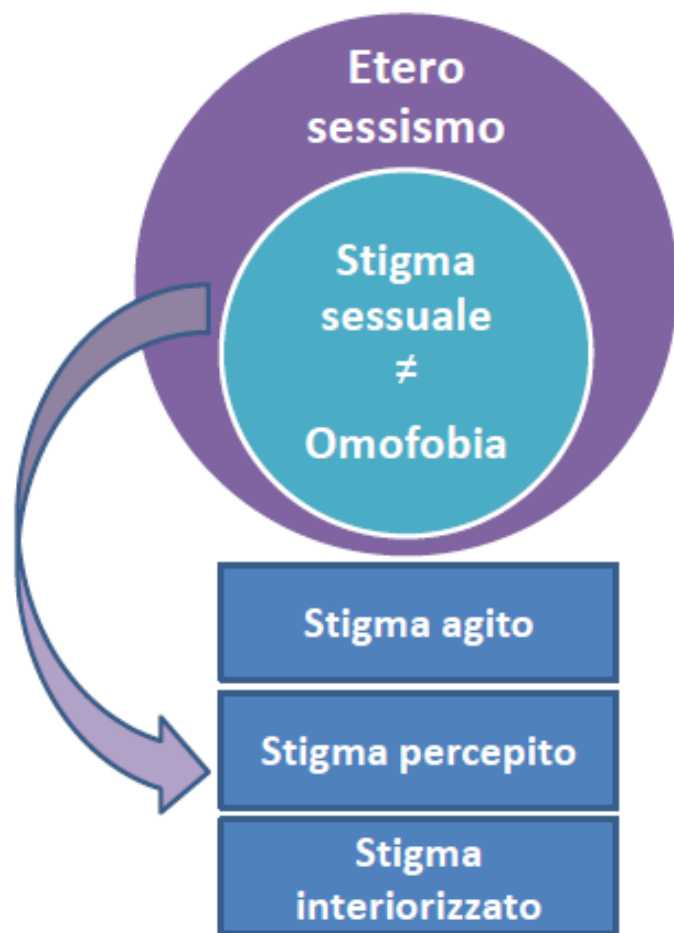 Etero
sessismo
Stigma
sessuale
≠
Omofobia
Stigma agito
Stigma percepito
Stigma
interiorizzato